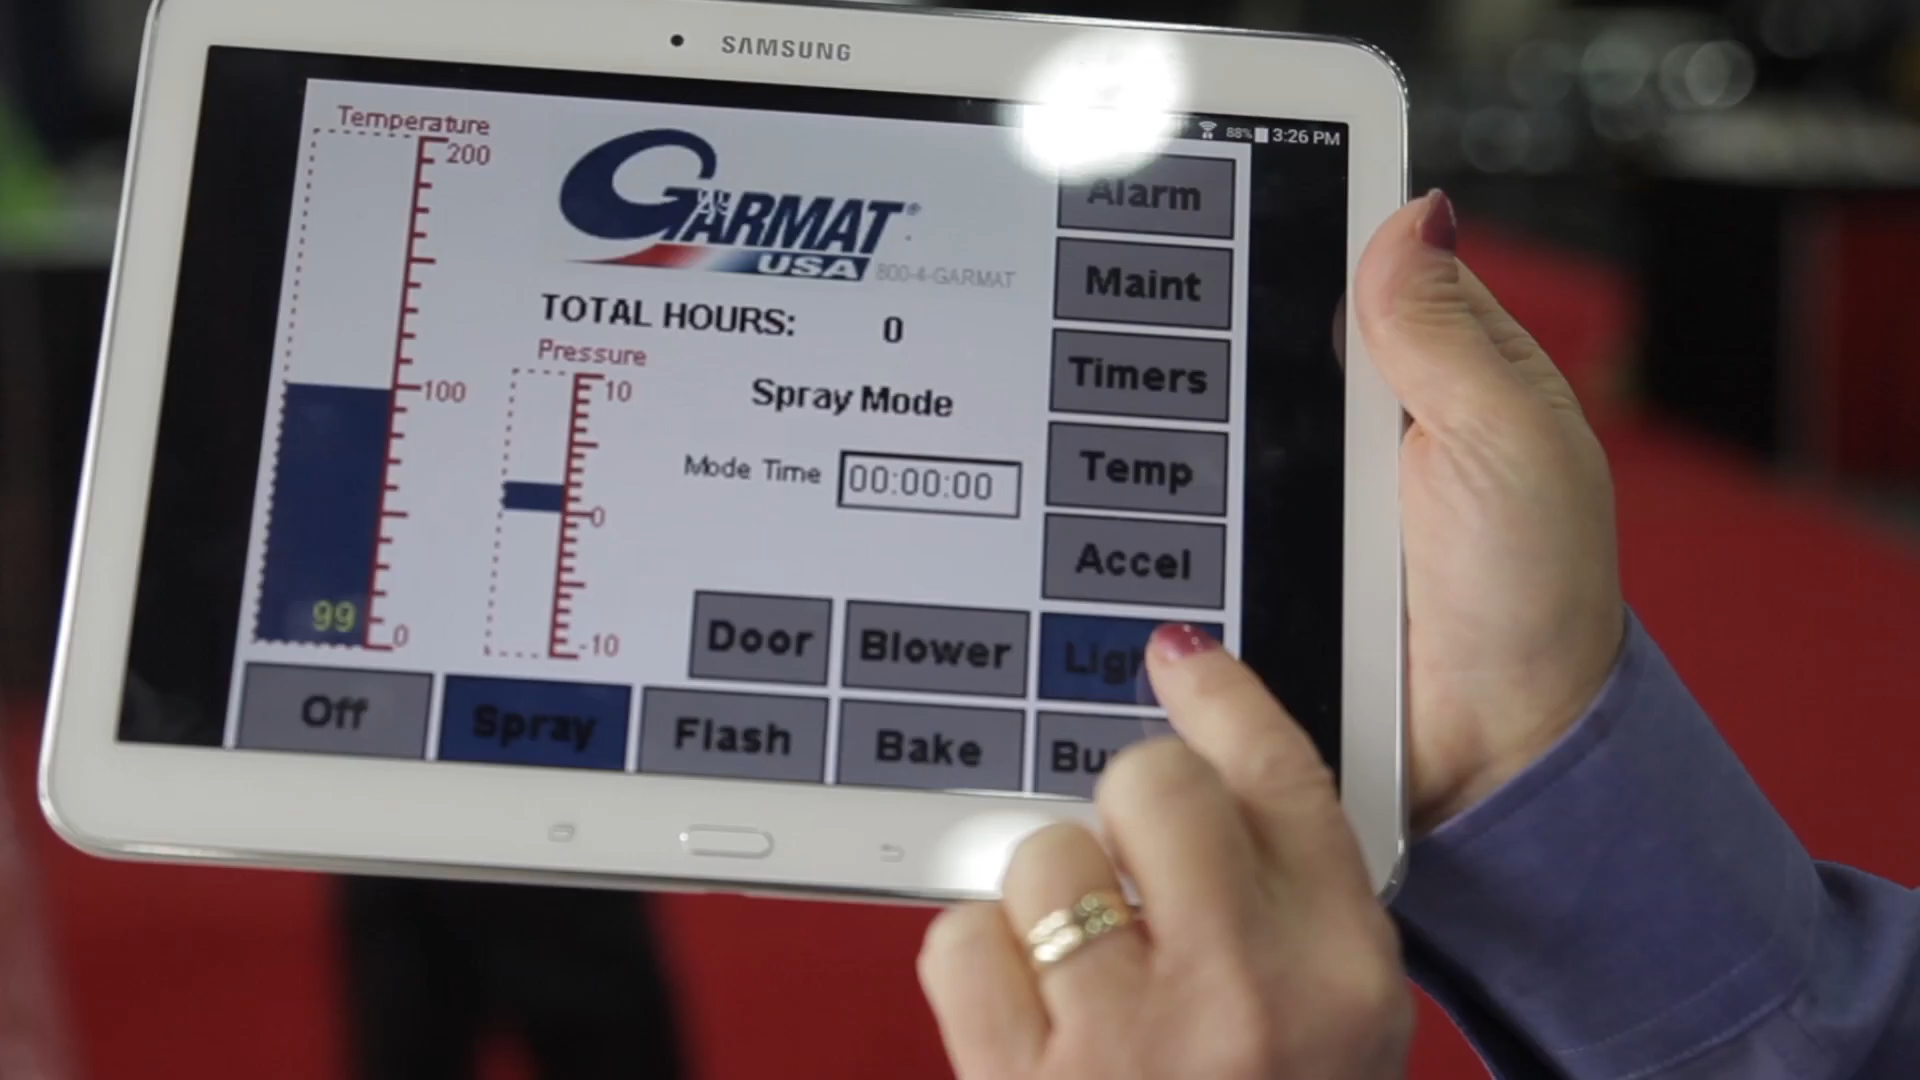 SAMSUNG
88% 3:26 PM
Temperature
200
100
99
0
GARMAT®
USA
800-4-GARMAT
TOTAL HOURS: 0
Pressure
10
0
-10
Spray Mode
Mode Time 00:00:00
Alarm
Maint
Timers
Temp
Accel
Door
Blower
Off
Spray
Flash
Bake